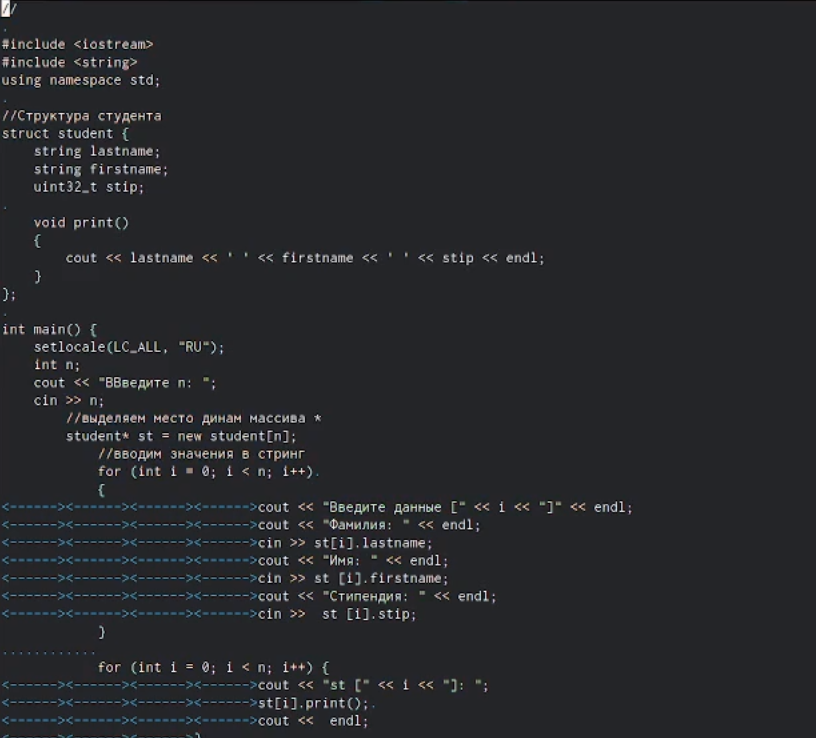 //
#include <iostream>
#include <string>
using namespace std;
//Структура студента
struct student {
string lastname;
string firstname;
uint32_t stip;
void print()
{
cout << lastname << ' ' << firstname << ' ' << stip << endl;
}
};
int main() {
setlocale(LC_ALL, "RU");
int n;
cout << "ВВведите n: ";
cin >> n;
//выделяем место динам массива *
student* st = new student[n];
//вводим значения в стринг
for (int i = 0; i < n; i++).
{
<------><------><------><------>cout << "Введите данные [" << i << "]" << endl;
<------><------><------><------>cout << "Фамилия: " << endl;
<------><------><------><------>cin >> st[i].lastname;
<------><------><------><------>cout << "Имя: " << endl;
<------><------><------><------>cin >> st [i].firstname;
<------><------><------><------>cout << "Стипендия: " << endl;
<------><------><------><------>cin >>  st [i].stip;
}
............
for (int i = 0; i < n; i++) {
<------><------><------><------>cout << "st [" << i << "]: ";
<------><------><------><------>st[i].print();.
<------><------><------><------>cout <<  endl;
<------><------><------>}